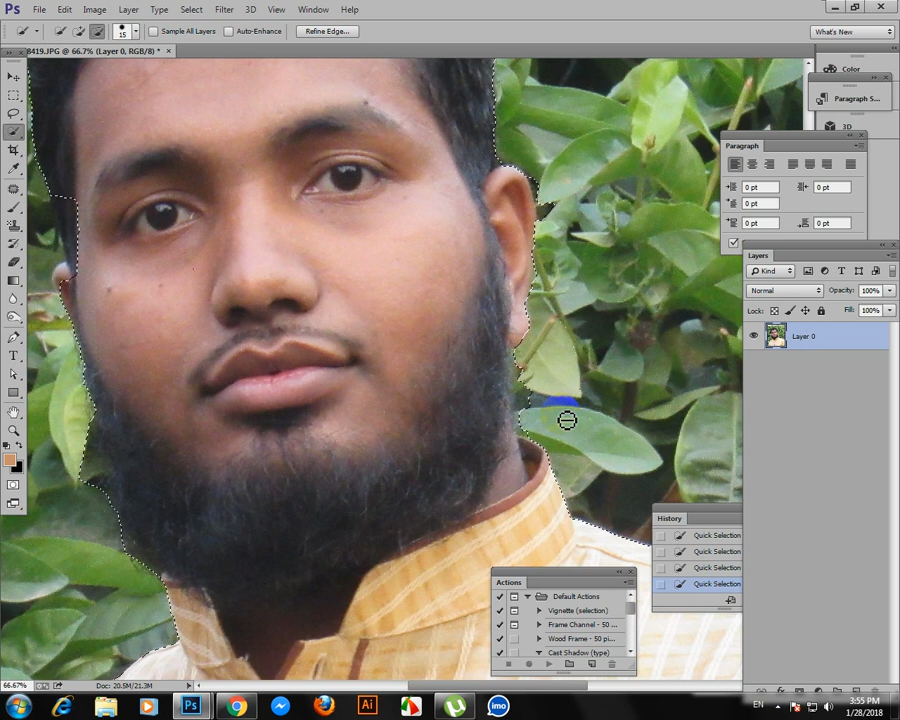 Ps File Edit Image Layer Type Select Filter 3D View Window Help
15 Sample All Layers Auto-Enhance Refine Edge... What's New
8419.JPG @ 66.7% (Layer 0, RGB/8) * ×
Color
Paragraph S...
3D
Paragraph
0 pt 0 pt
0 pt
0 pt 0 pt
Layers
Kind
Normal Opacity: 100%
Lock: Fill: 100%
Layer 0
History
Quick Selection
Quick Selection
Quick Selection
Quick Selection
Actions
Default Actions
Vignette (selection)
Frame Channel - 50 ...
Wood Frame - 50 pi...
Cast Shadow (type)
66.67% Doc: 20.5M/21.3M
Ps Ai imo EN 3:55 PM
1/28/2018